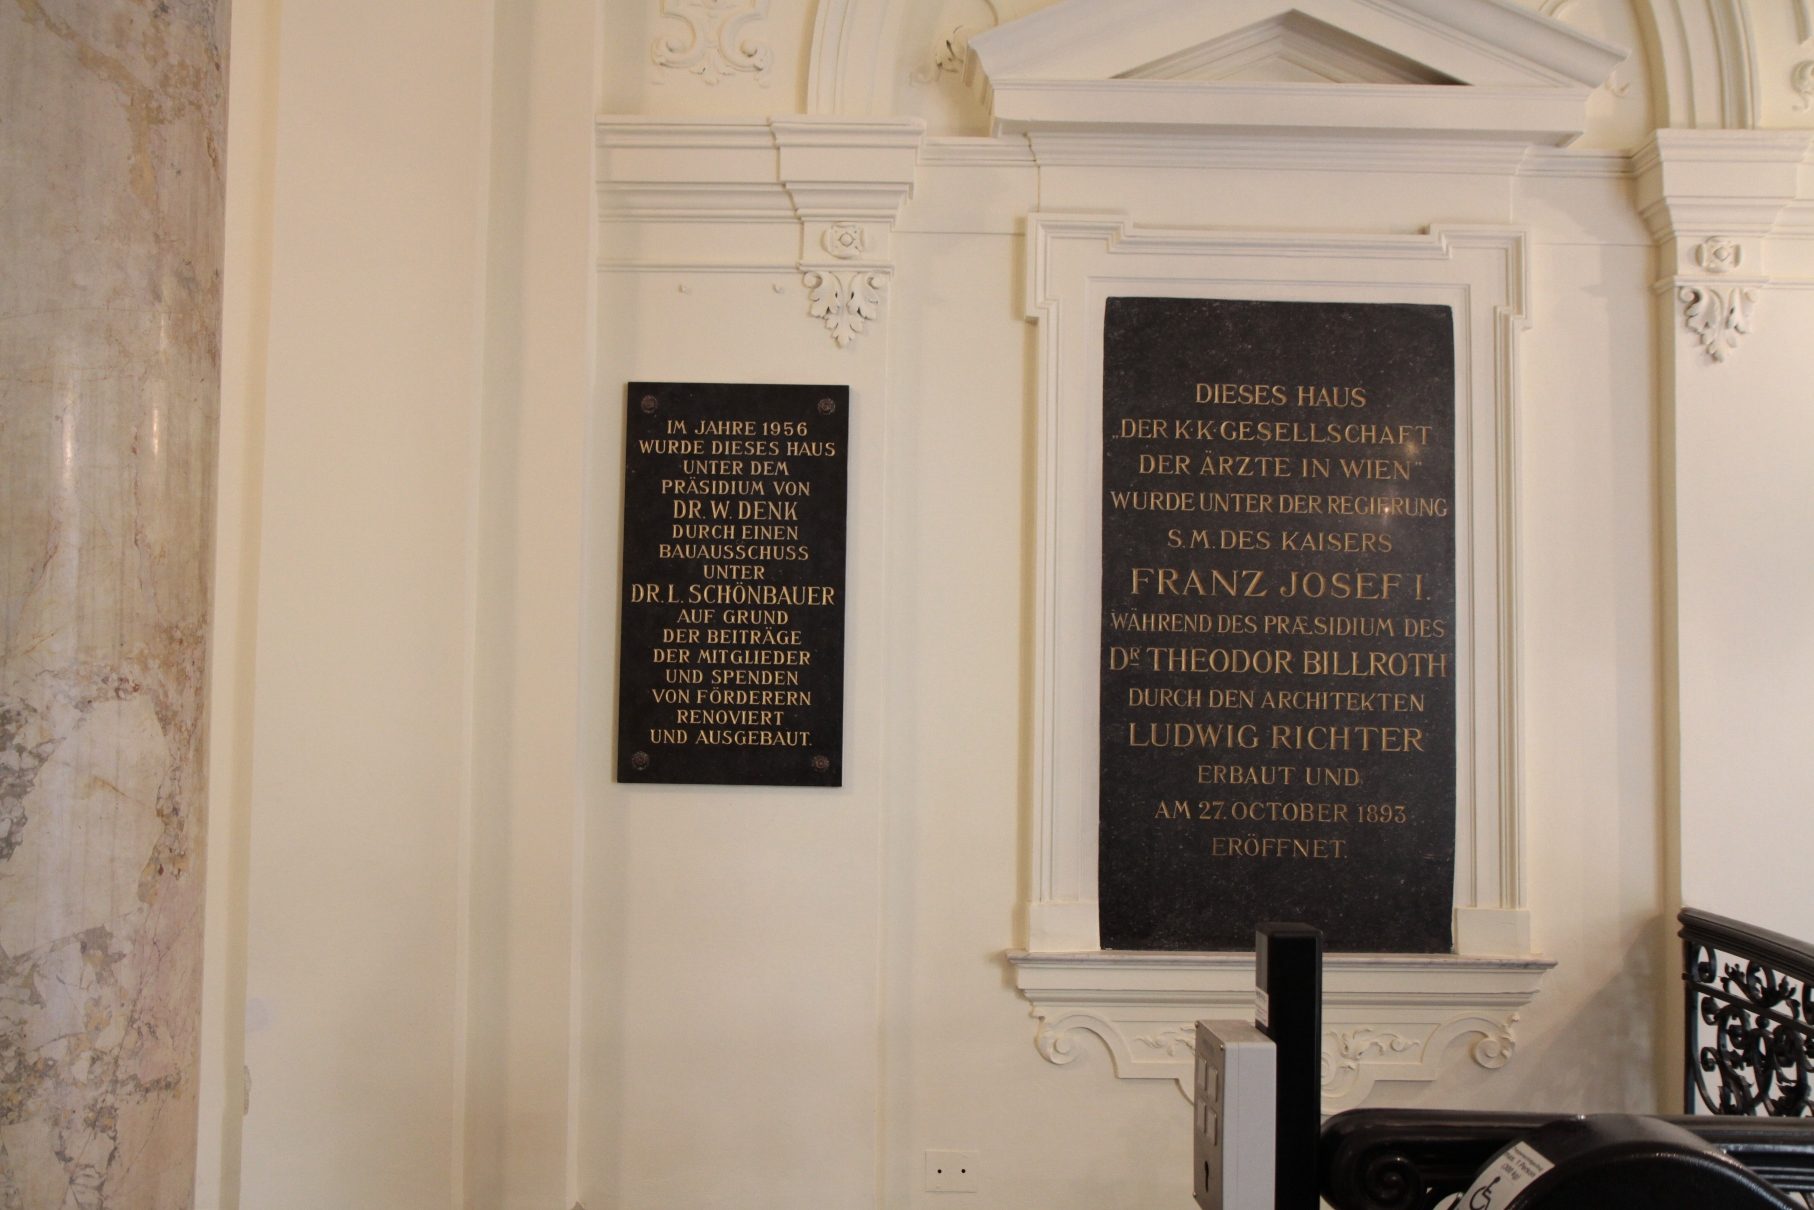 IM JAHRE 1956
WURDE DIESES HAUS
UNTER DEM
PRÄSIDIUM VON
DR. W. DENK
DURCH EINEN
BAUAUSSCHUSS
UNTER
DR. L. SCHÖNBAUER
AUF GRUND
DER BEITRÄGE
DER MITGLIEDER
UND SPENDEN
VON FÖRDERERN
RENOVIERT
UND AUSGEBAUT.
DIESES HAUS
„DER K·K·GESELLSCHAFT
DER ÄRZTE IN WIEN"
WURDE UNTER DER REGIERUNG
S.M. DES KAISERS
FRANZ JOSEF I.
WÄHREND DES PRÆSIDIUM DES
DR THEODOR BILLROTH
DURCH DEN ARCHITEKTEN
LUDWIG RICHTER
ERBAUT UND
AM 27. OCTOBER 1893
ERÖFFNET.